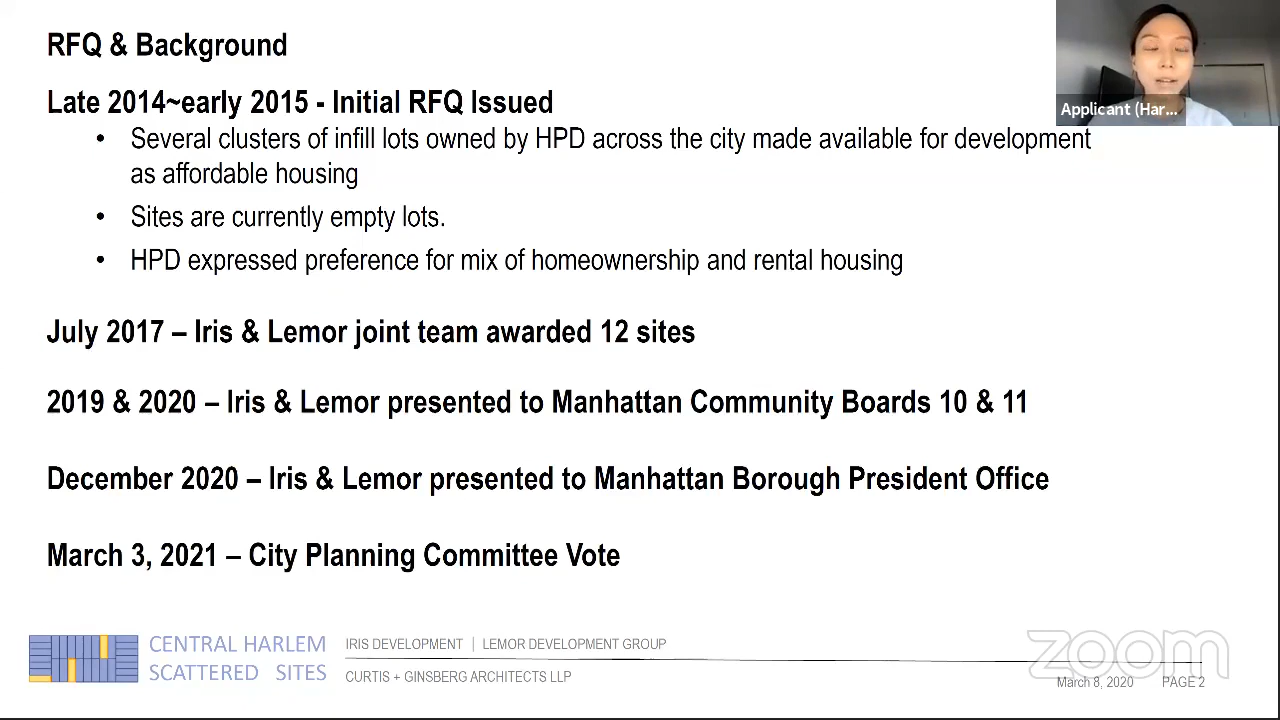 RFQ & Background
Applicant (Har...
Late 2014~early 2015 - Initial RFQ Issued
• Several clusters of infill lots owned by HPD across the city made available for development
as affordable housing
• Sites are currently empty lots.
• HPD expressed preference for mix of homeownership and rental housing
July 2017 – Iris & Lemor joint team awarded 12 sites
2019 & 2020 – Iris & Lemor presented to Manhattan Community Boards 10 & 11
December 2020 – Iris & Lemor presented to Manhattan Borough President Office
March 3, 2021 – City Planning Committee Vote
CENTRAL HARLEM
SCATTERED SITES
IRIS DEVELOPMENT | LEMOR DEVELOPMENT GROUP
CURTIS + GINSBERG ARCHITECTS LLP
zoom
March 8, 2020 PAGE 2